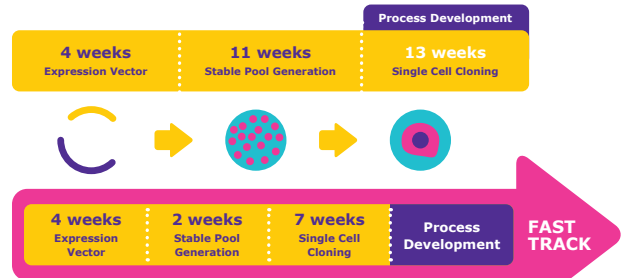 Process Development
4 weeks
Expression Vector
11 weeks
Stable Pool Generation
13 weeks
Single Cell Cloning
4 weeks
Expression
Vector
2 weeks
Stable Pool
Generation
7 weeks
Single Cell
Cloning
Process
Development
FAST
TRACK